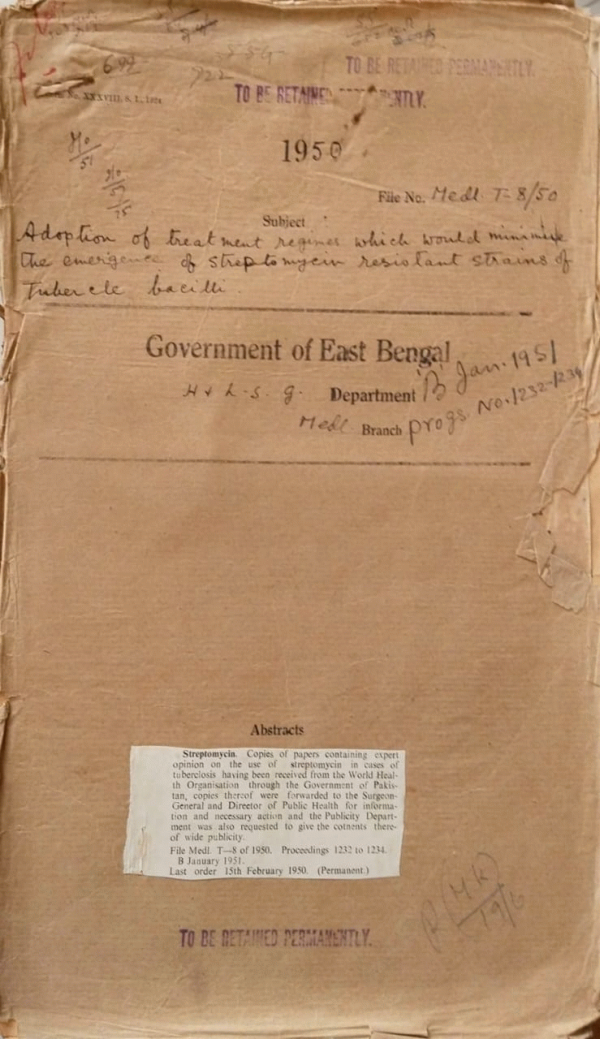 692
722
TO BE RETAINED PERMANENTLY.
TO BE RETAINED PERMANENTLY.
No. XXXVIII, S. I., 1924
1950
File No. Medl. T-8/50
Subject
Adoption of treatment regimes which would minimise
the emergence of streptomycin resistant strains of
tubercle bacilli.
Government of East Bengal
H & L. S. G. Department 'B' Jan. 1951
Medl Branch progs. No. 1232-1234
Abstracts
Streptomycin. Copies of papers containing expert
opinion on the use of streptomycin in cases of
tuberclosis having been received from the World Heal-
th Organisation through the Government of Pakis-
tan, copies thereof were forwarded to the Surgeon-
General and Director of Public Health for informa-
tion and necessary action and the Publicity Depart-
ment was also requested to give the cotnents there-
of wide publicity.
File Medl. T—8 of 1950. Proceedings 1232 to 1234.
B January 1951.
Last order 15th February 1950. (Permanent.)
TO BE RETAINED PERMANENTLY.